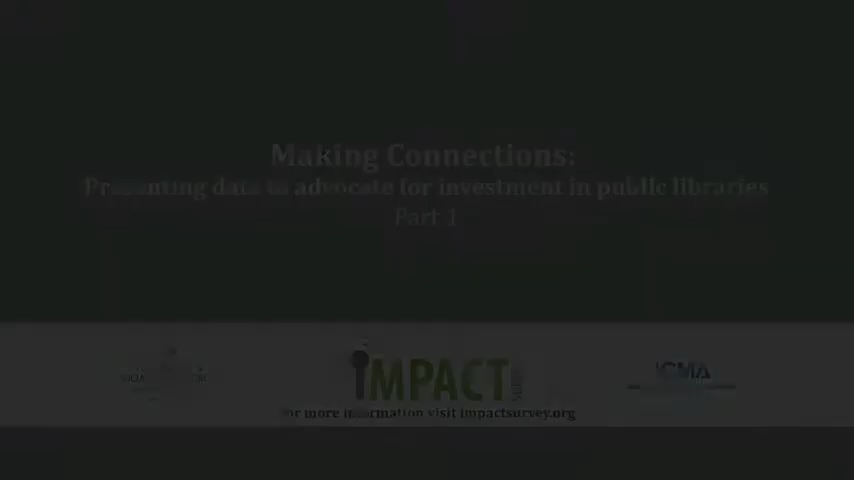 Making Connections:
Presenting data to advocate for investment in public libraries
Part 1
IMPACT
ICMA
for more information visit impactsurvey.org